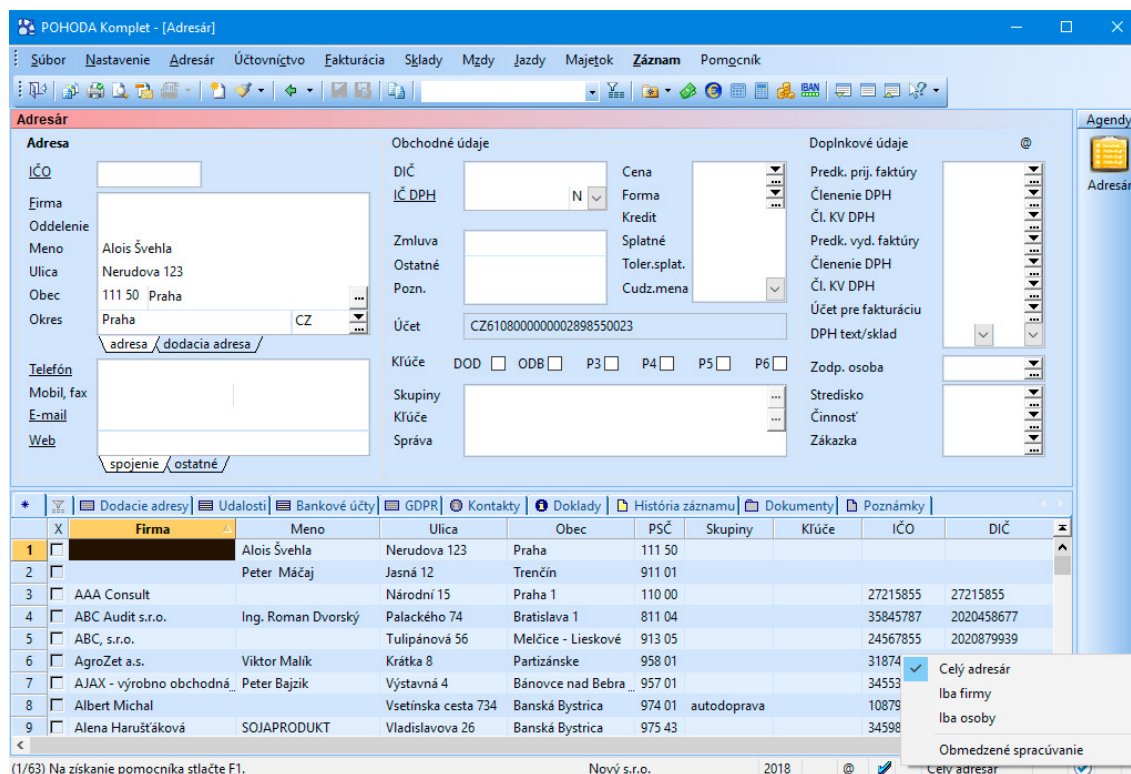 POHODA Komplet - [Adresár]
Súbor Nastavenie Adresár Účtovníctvo Fakturácia Sklady Mzdy Jazdy Majetok Záznam Pomocník
IBAN
Adresár
Agendy
Adresár
Adresa
IČO
Firma
Oddelenie
Meno Alois Švehla
Ulica Nerudova 123
Obec 111 50 Praha ...
Okres Praha CZ
adresa dodacia adresa
Telefón
Mobil, fax
E-mail
Web
spojenie ostatné
Obchodné údaje
DIČ
IČ DPH N
Zmluva
Ostatné
Pozn.
Cena
Forma
Kredit
Splatné
Toler.splat.
Cudz.mena
Účet CZ6108000000002898550023
Kľúče DOD ODB P3 P4 P5 P6
Skupiny ...
Kľúče ...
Správa
Doplnkové údaje @
Predk. prij. faktúry
Členenie DPH
Čl. KV DPH
Predk. vyd. faktúry
Členenie DPH
Čl. KV DPH
Účet pre fakturáciu
DPH text/sklad
Zodp. osoba
Stredisko
Činnosť
Zákazka
* Dodacie adresy Udalosti Bankové účty GDPR Kontakty Doklady História záznamu Dokumenty Poznámky
X Firma Meno Ulica Obec PSČ Skupiny Kľúče IČO DIČ
1 Alois Švehla Nerudova 123 Praha 111 50
2 Peter Máčaj Jasná 12 Trenčín 911 01
3 AAA Consult Národní 15 Praha 1 110 00 27215855 27215855
4 ABC Audit s.r.o. Ing. Roman Dvorský Palackého 74 Bratislava 1 811 04 35845787 2020458677
5 ABC, s.r.o. Tulipánová 56 Melčice - Lieskové 913 05 24567855 2020879939
6 AgroZet a.s. Viktor Malík Krátka 8 Partizánske 958 01 31874
7 AJAX - výrobno obchodná Peter Bajzik Výstavná 4 Bánovce nad Bebra 957 01 34553
8 Albert Michal Vsetínska cesta 734 Banská Bystrica 974 01 autodoprava 10879
9 Alena Harušťáková SOJAPRODUKT Vladislavova 26 Banská Bystrica 975 43 34598
Celý adresár
Iba firmy
Iba osoby
Obmedzené spracúvanie
(1/63) Na získanie pomocníka stlačte F1. Nový s.r.o. 2018 @ Celý adresár